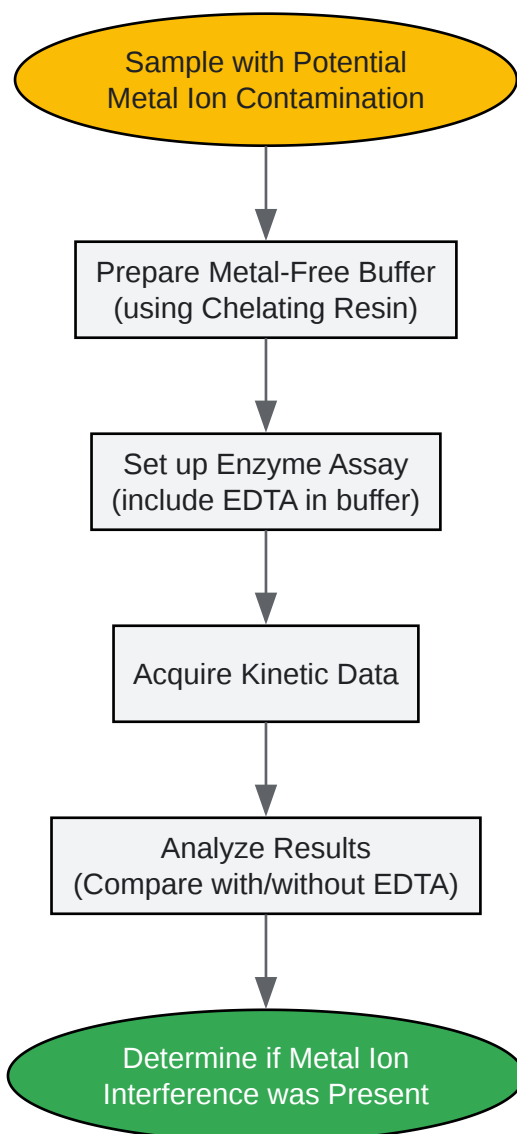 Sample with Potential
Metal Ion Contamination
Prepare Metal-Free Buffer
(using Chelating Resin)
Set up Enzyme Assay
(include EDTA in buffer)
Acquire Kinetic Data
Analyze Results
(Compare with/without EDTA)
Determine if Metal Ion
Interference was Present